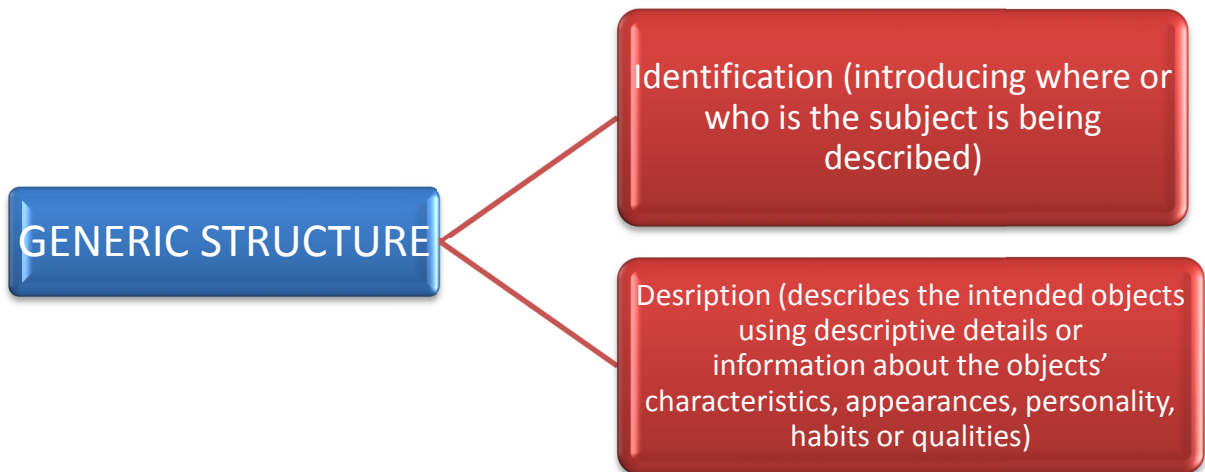 GENERIC STRUCTURE
Identification (introducing where or
who is the subject is being
described)
Desription (describes the intended objects
using descriptive details or
information about the objects’
characteristics, appearances, personality,
habits or qualities)